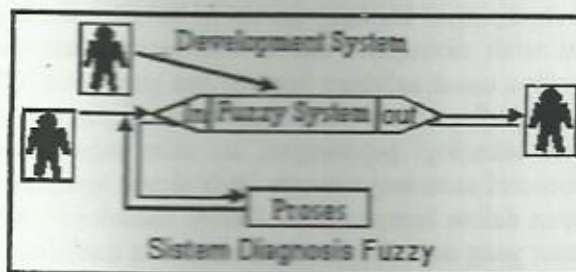 Development System
in Fuzzy System out
Proses
Sistem Diagnosis Fuzzy